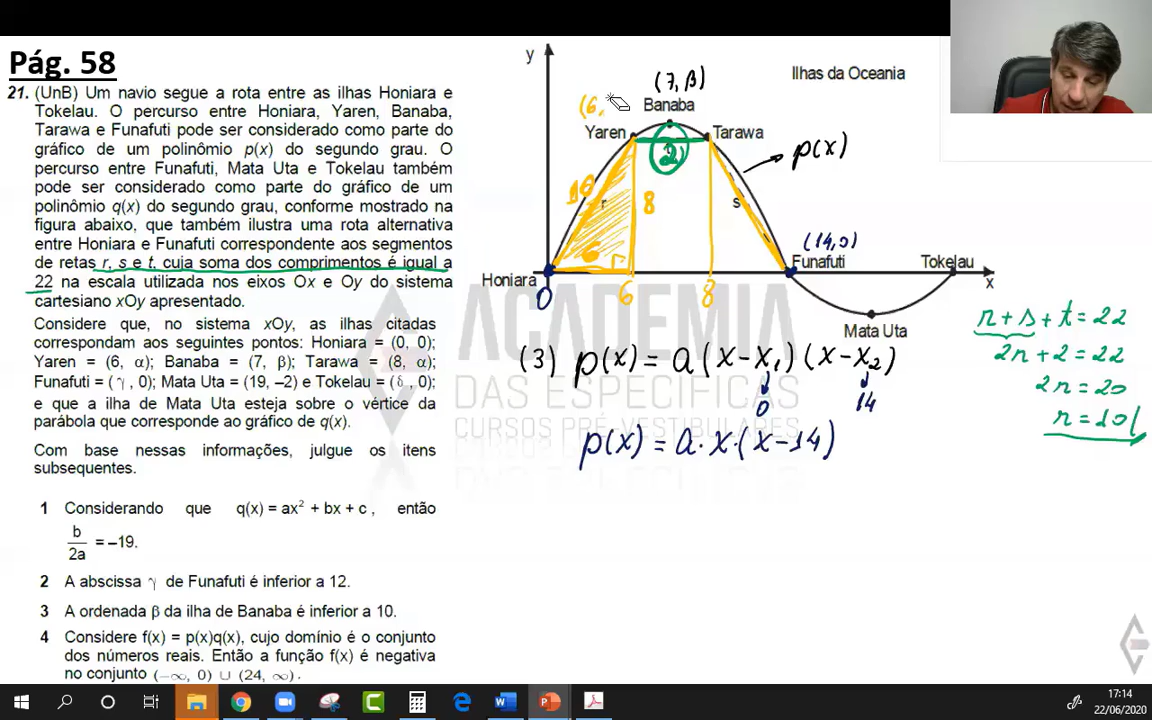 Pág. 58
21. (UnB) Um navio segue a rota entre as ilhas Honiara e
Tokelau. O percurso entre Honiara, Yaren, Banaba,
Tarawa e Funafuti pode ser considerado como parte do
gráfico de um polinômio p(x) do segundo grau. O
percurso entre Funafuti, Mata Uta e Tokelau também
pode ser considerado como parte do gráfico de um
polinômio q(x) do segundo grau, conforme mostrado na
figura abaixo, que também ilustra uma rota alternativa
entre Honiara e Funafuti correspondente aos segmentos
de retas r, s e t, cuja soma dos comprimentos é igual a
22 na escala utilizada nos eixos Ox e Oy do sistema
cartesiano xOy apresentado.
Considere que, no sistema xOy, as ilhas citadas
correspondam aos seguintes pontos: Honiara = (0, 0);
Yaren = (6, α); Banaba = (7, β); Tarawa = (8, α);
Funafuti = (γ, 0); Mata Uta = (19, –2) e Tokelau = (δ, 0);
e que a ilha de Mata Uta esteja sobre o vértice da
parábola que corresponde ao gráfico de q(x).
Com base nessas informações, julgue os itens
subsequentes.
1 Considerando que q(x) = ax² + bx + c, então
b
2a
= –19.
2 A abscissa γ de Funafuti é inferior a 12.
3 A ordenada β da ilha de Banaba é inferior a 10.
4 Considere f(x) = p(x)q(x), cujo domínio é o conjunto
dos números reais. Então a função f(x) é negativa
no conjunto (–∞, 0) ∪ (24, ∞).
y
Ilhas da Oceania
(7, β)
(6,
Banaba
Yaren
Tarawa
2
p(x)
10
r
8
s
6
(14,0)
Funafuti
Tokelau
Honiara
x
0
6
8
Mata Uta
r + s + t = 22
2r + 2 = 22
2r = 20
r = 10
(3) p(x) = a (x - x1) (x - x2)
0
14
p(x) = a · x · (x - 14)
ACADEMIA
DAS ESPECÍFICAS
CURSOS PRÉ-VESTIBULARES
17:14
22/06/2020